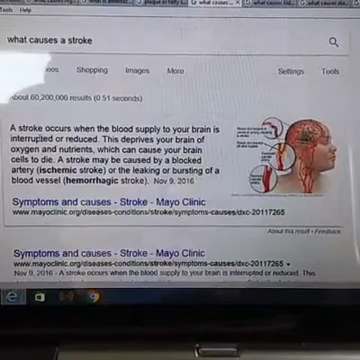 Tools Help
what causes a stroke
Shopping Images More Settings Tools
About 60,200,000 results (0.51 seconds)
A stroke occurs when the blood supply to your brain is
interrupted or reduced. This deprives your brain of
oxygen and nutrients, which can cause your brain
cells to die. A stroke may be caused by a blocked
artery (ischemic stroke) or the leaking or bursting of a
blood vessel (hemorrhagic stroke). Nov 9, 2016
Symptoms and causes - Stroke - Mayo Clinic
www.mayoclinic.org/diseases-conditions/stroke/symptoms-causes/dxc-20117265
About this result • Feedback
Symptoms and causes - Stroke - Mayo Clinic
www.mayoclinic.org/diseases-conditions/stroke/symptoms-causes/dxc-20117265
Nov 9, 2016 - A stroke occurs when the blood supply to your brain is interrupted or reduced. This